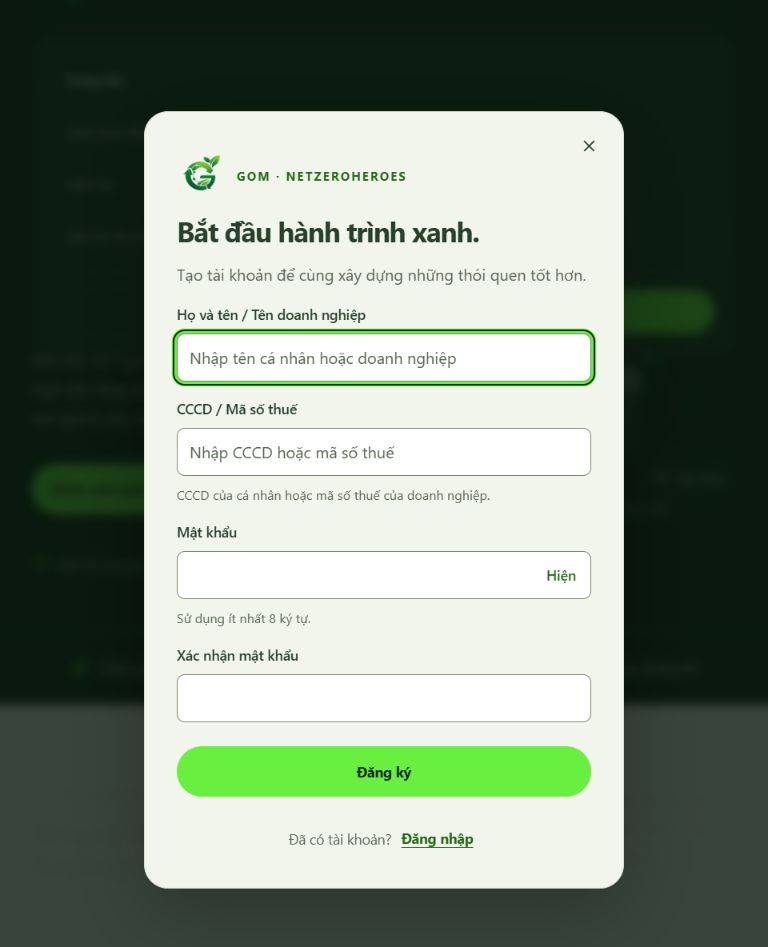 GOM · NETZEROHEROES
Bắt đầu hành trình xanh.
Tạo tài khoản để cùng xây dựng những thói quen tốt hơn.
Họ và tên / Tên doanh nghiệp
Nhập tên cá nhân hoặc doanh nghiệp
CCCD / Mã số thuế
Nhập CCCD hoặc mã số thuế
CCCD của cá nhân hoặc mã số thuế của doanh nghiệp.
Mật khẩu
Hiện
Sử dụng ít nhất 8 ký tự.
Xác nhận mật khẩu
Đăng ký
Đã có tài khoản? Đăng nhập